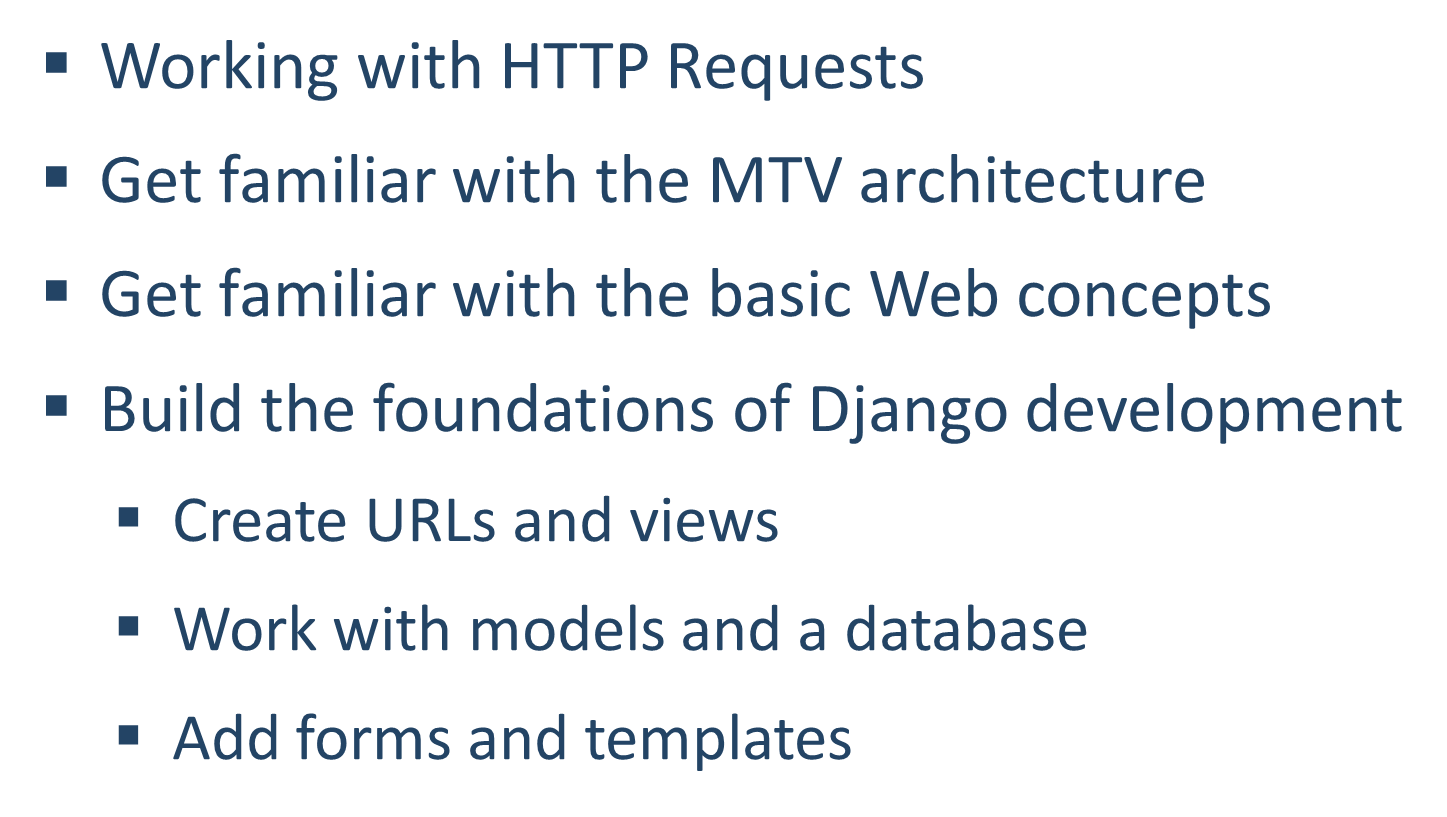 ▪ Working with HTTP Requests
▪ Get familiar with the MTV architecture
▪ Get familiar with the basic Web concepts
▪ Build the foundations of Django development
▪ Create URLs and views
▪ Work with models and a database
▪ Add forms and templates